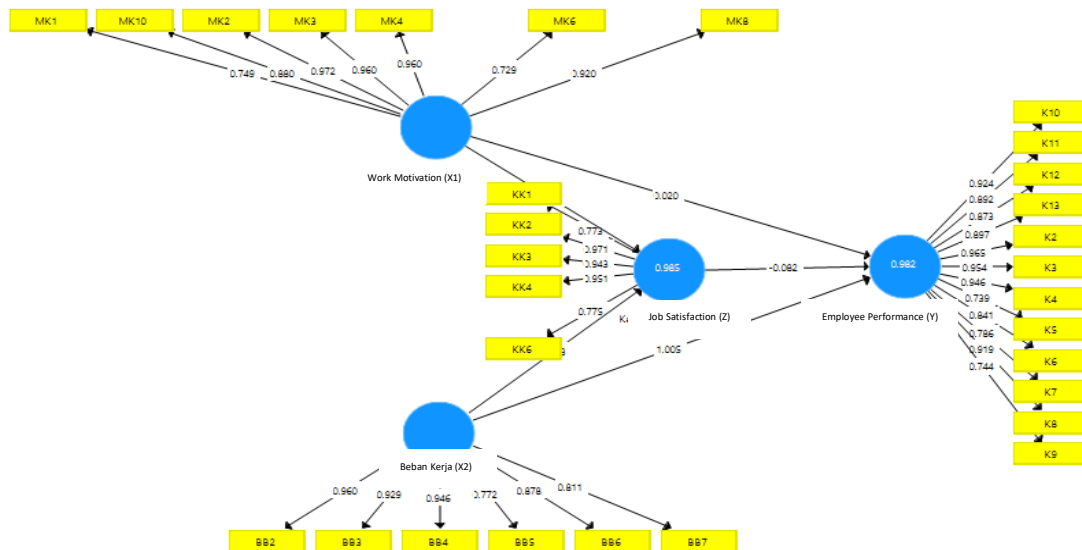 MK1 MK10 MK2 MK3 MK4 MK6 MK8
0.749 0.880 0.972 0.960 0.960 0.729 0.920
Work Motivation (X1)
0.020
KK1
KK2
KK3
KK4
KK6
0.773
0.971
0.943
0.951
0.775
0.985
-0.082
Job Satisfaction (Z)
1.005
0.982
Employee Performance (Y)
0.924
0.892
0.873
0.897
0.965
0.954
0.946
0.739
0.841
0.786
0.919
0.744
K10
K11
K12
K13
K2
K3
K4
K5
K6
K7
K8
K9
Beban Kerja (X2)
0.960 0.929 0.946 0.772 0.878 0.811
BB2 BB3 BB4 BB5 BB6 BB7